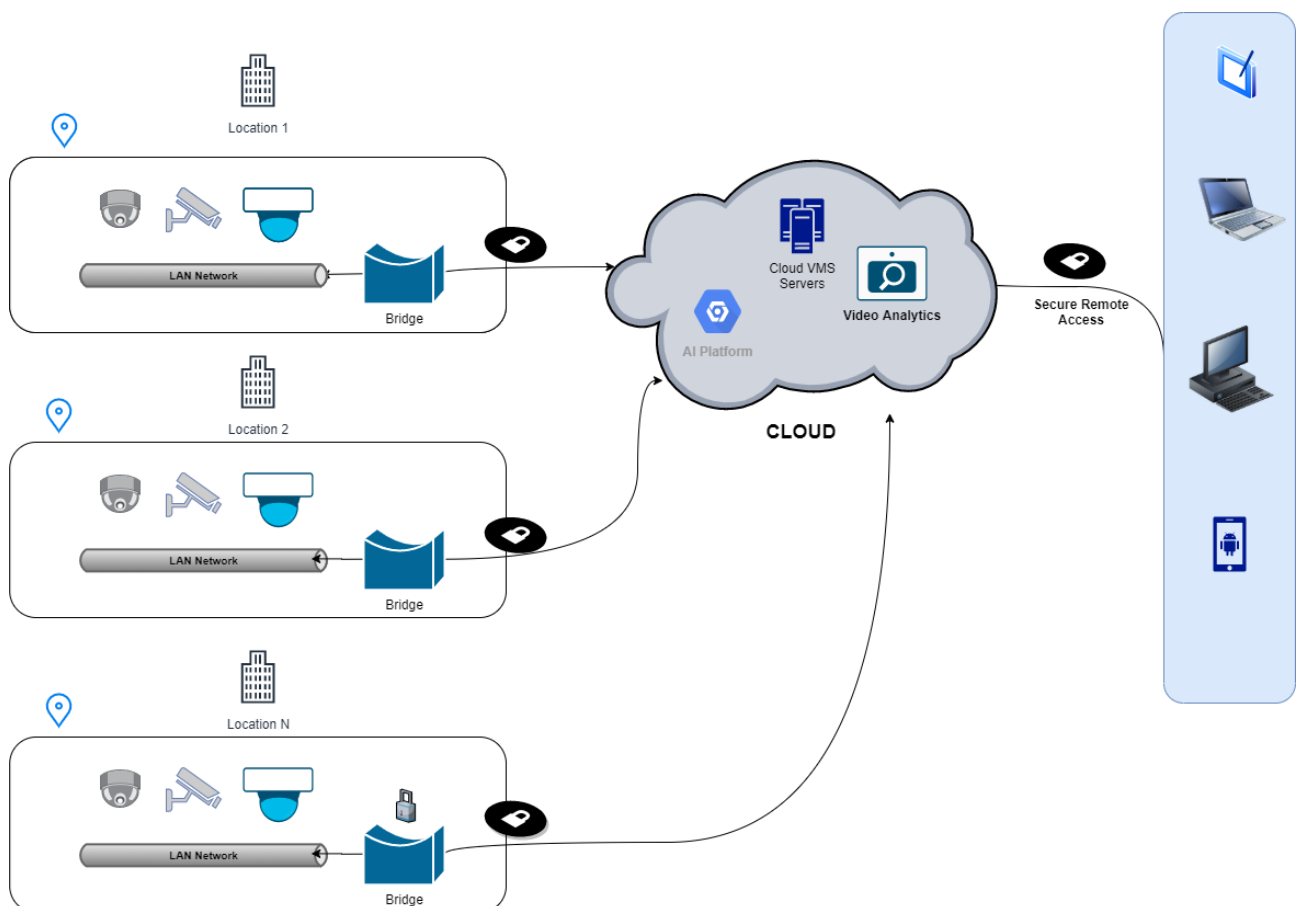 Location 1
LAN Network
Bridge
Cloud VMS
Servers
Video Analytics
AI Platform
CLOUD
Secure Remote
Access
Location 2
LAN Network
Bridge
Location N
LAN Network
Bridge